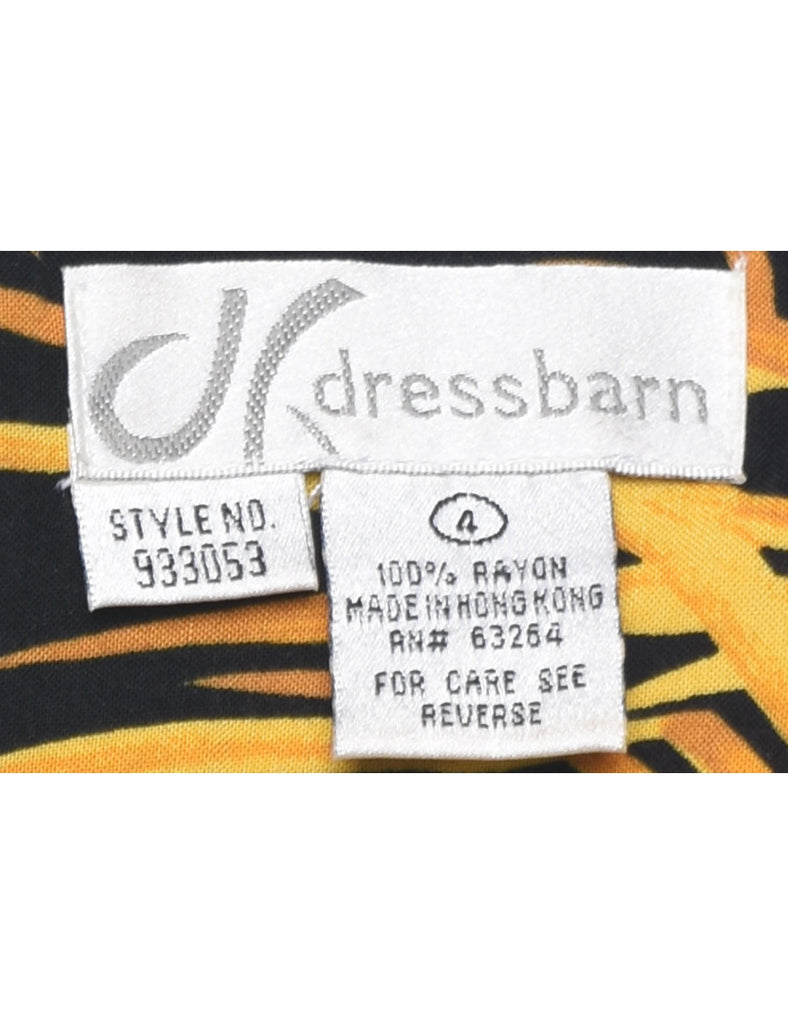 dressbarn
STYLE NO.
933053
4
100% RAYON
MADE IN HONG KONG
RN# 63264
FOR CARE SEE
REVERSE